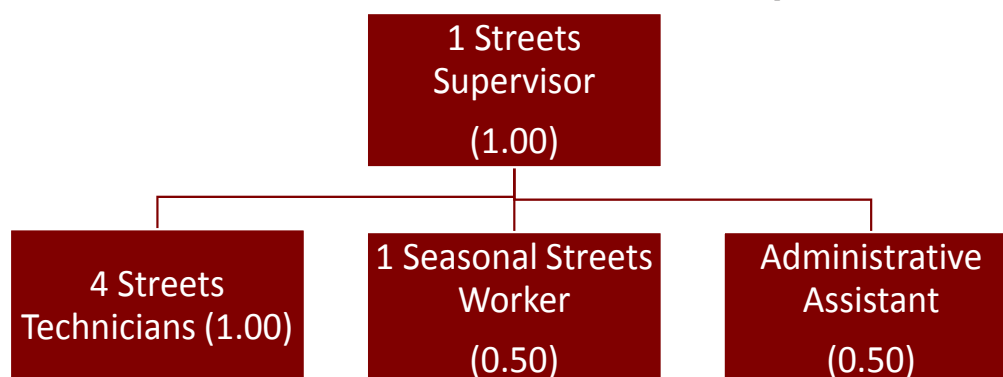 1 Streets
Supervisor
(1.00)
4 Streets
Technicians (1.00)
1 Seasonal Streets
Worker
(0.50)
Administrative
Assistant
(0.50)